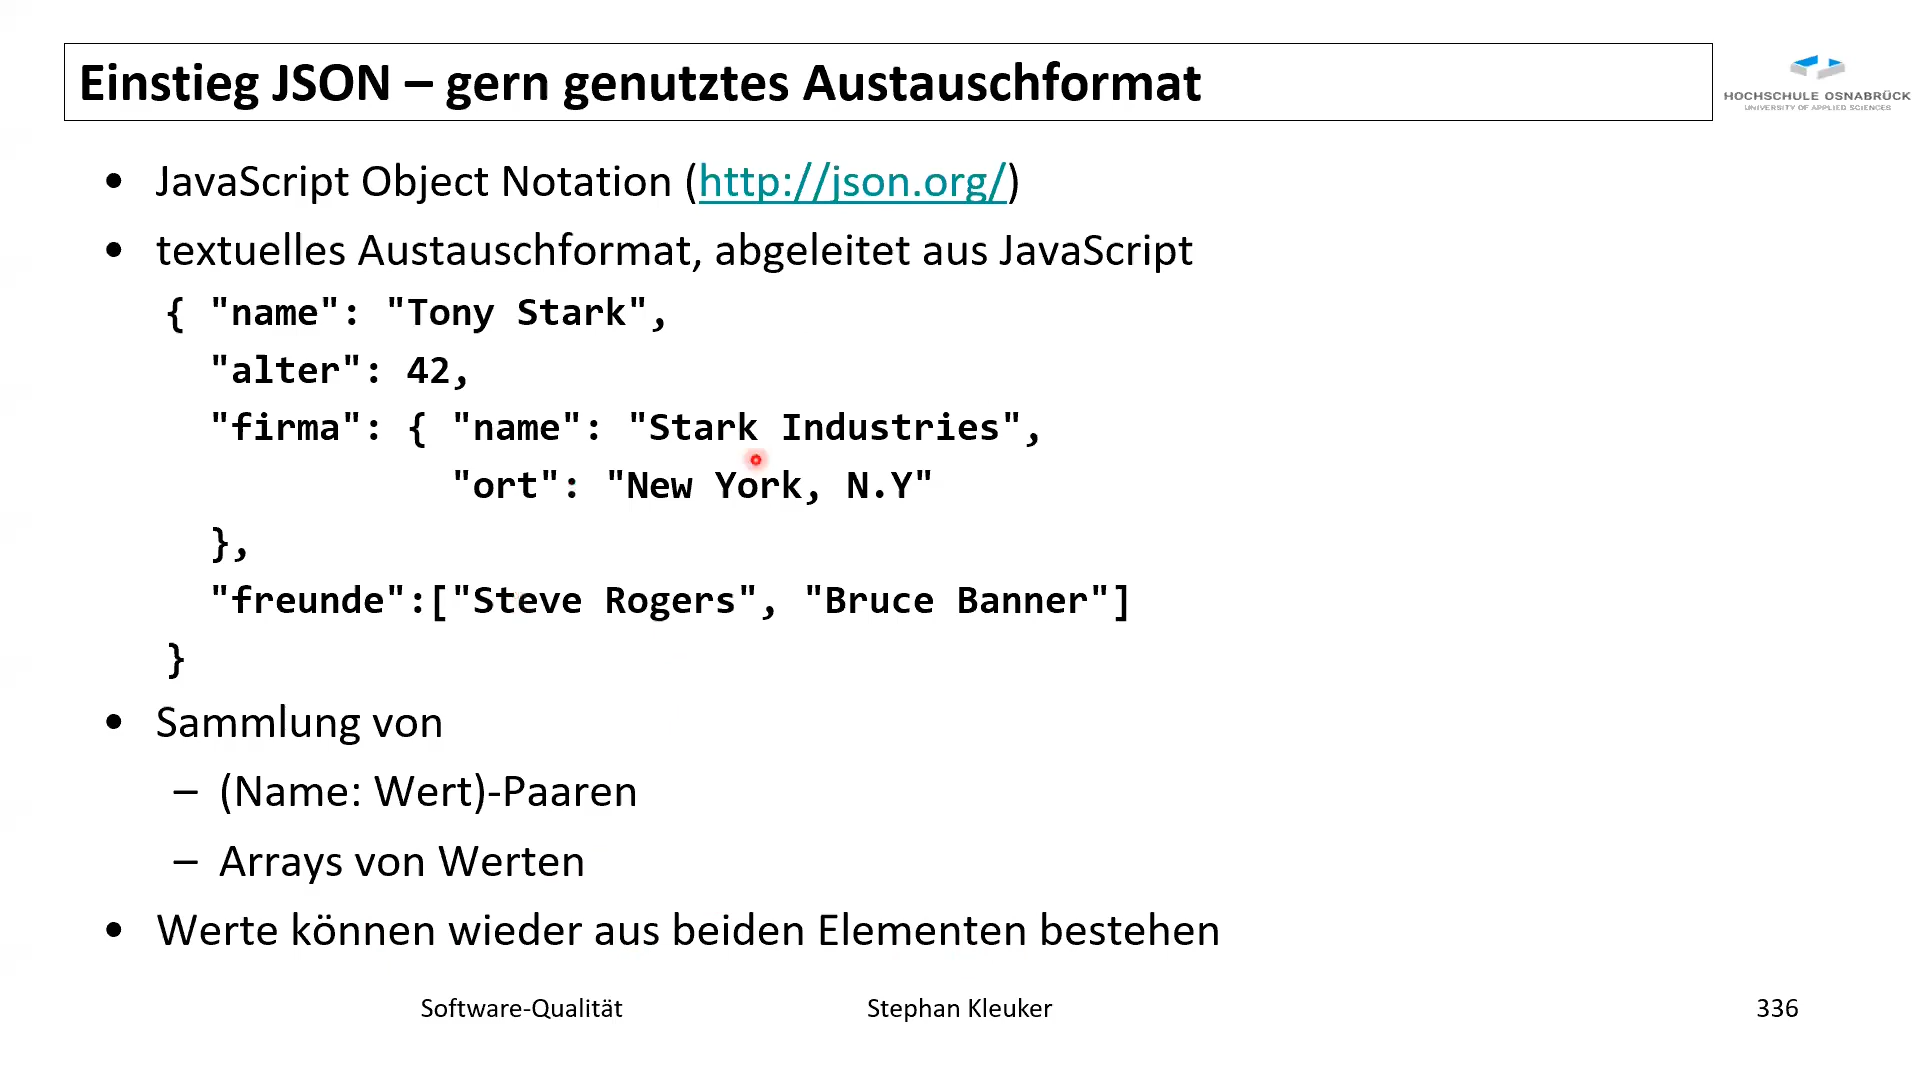 Einstieg JSON – gern genutztes Austauschformat
HOCHSCHULE OSNABRÜCK
UNIVERSITY OF APPLIED SCIENCES
• JavaScript Object Notation (http://json.org/)
• textuelles Austauschformat, abgeleitet aus JavaScript
{ "name": "Tony Stark",
"alter": 42,
"firma": { "name": "Stark Industries",
"ort": "New York, N.Y"
},
"freunde":["Steve Rogers", "Bruce Banner"]
}
• Sammlung von
– (Name: Wert)-Paaren
– Arrays von Werten
• Werte können wieder aus beiden Elementen bestehen
Software-Qualität Stephan Kleuker 336